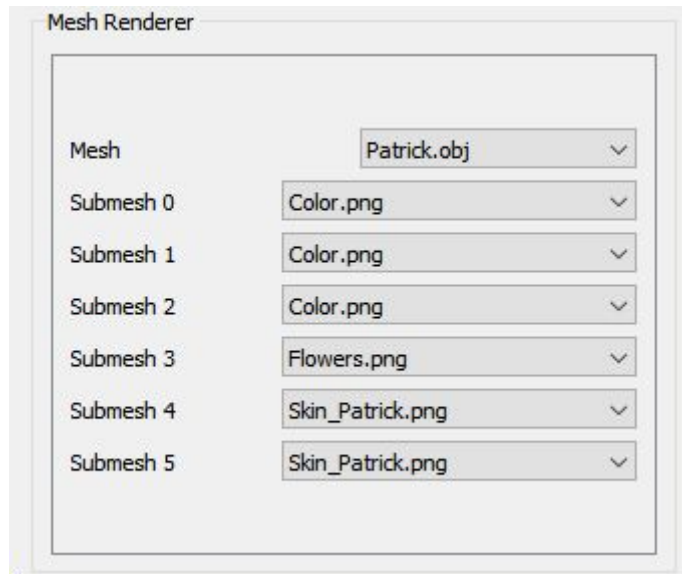 Mesh Renderer
Mesh Patrick.obj
Submesh 0 Color.png
Submesh 1 Color.png
Submesh 2 Color.png
Submesh 3 Flowers.png
Submesh 4 Skin_Patrick.png
Submesh 5 Skin_Patrick.png